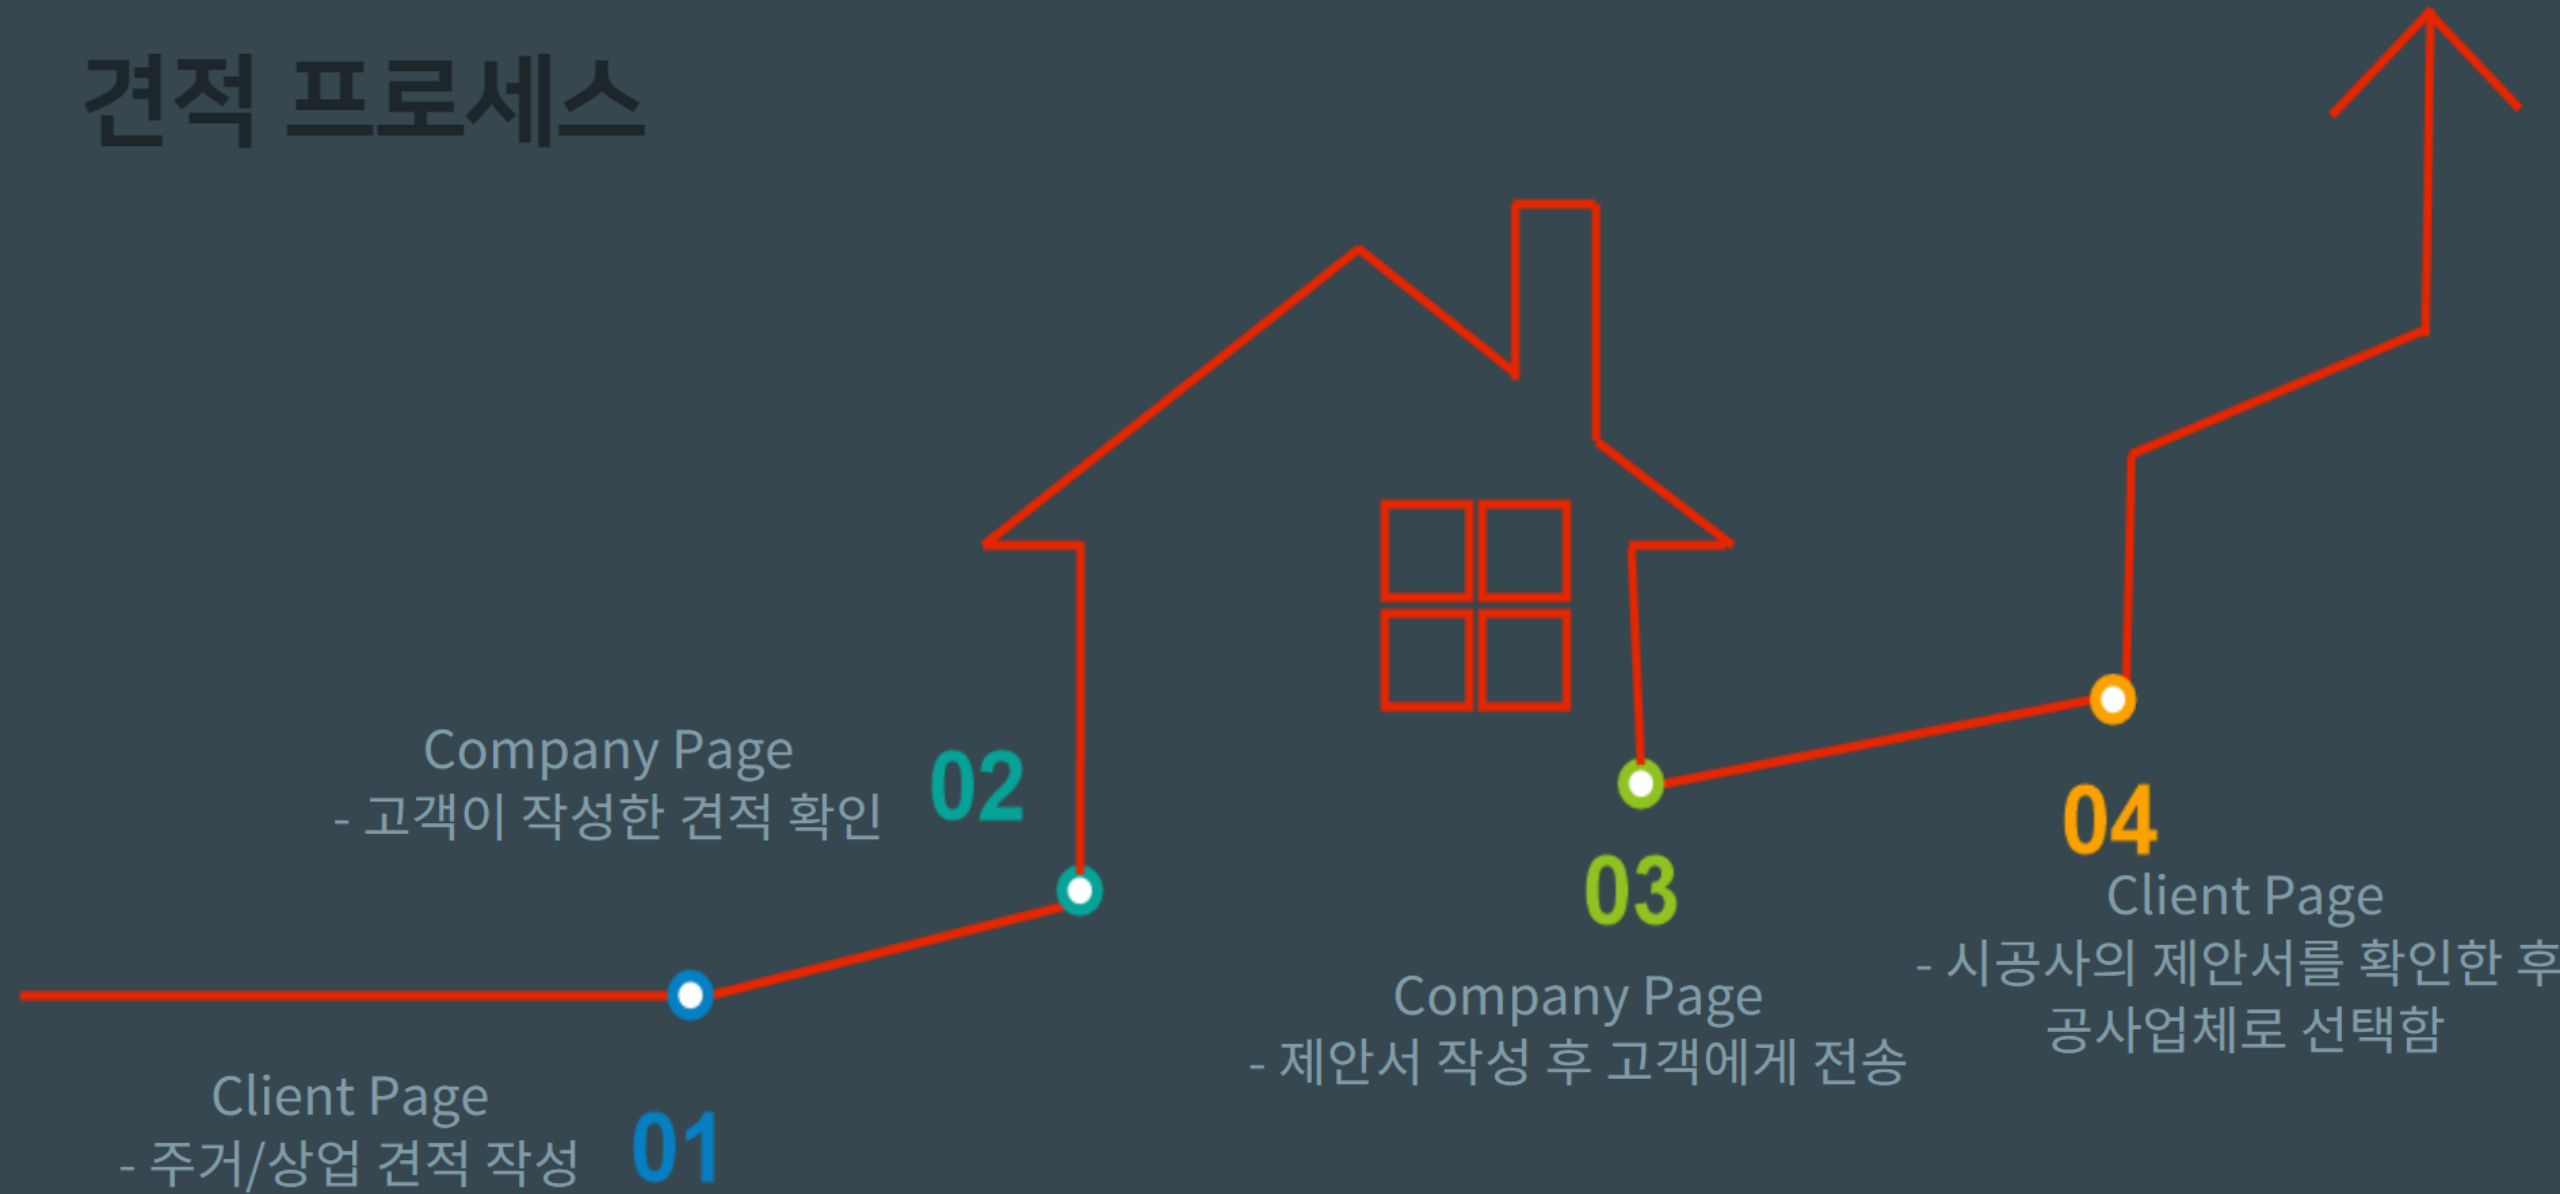 견적 프로세스
Company Page
- 고객이 작성한 견적 확인
02
Client Page
- 주거/상업 견적 작성
01
03
Company Page
- 제안서 작성 후 고객에게 전송
04
Client Page
- 시공사의 제안서를 확인한 후
공사업체로 선택함